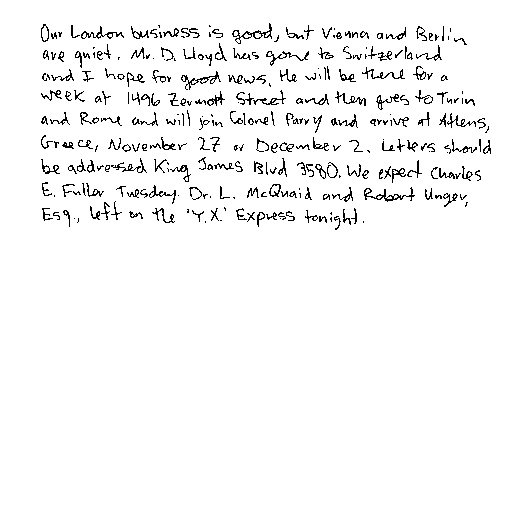 Our London business is good, but Vienna and Berlin
are quiet. Mr. D. Lloyd has gone to Switzerland
and I hope for good news. He will be there for a
week at 1496 Zermott Street and then goes to Turin
and Rome and will join Colonel Parry and arrive at Athens,
Greece, November 27 or December 2. Letters should
be addressed King James Blvd 3580. We expect Charles
E. Fuller Tuesday. Dr. L. McQuaid and Robert Unger,
Esq., left on the 'Y.X.' Express tonight.